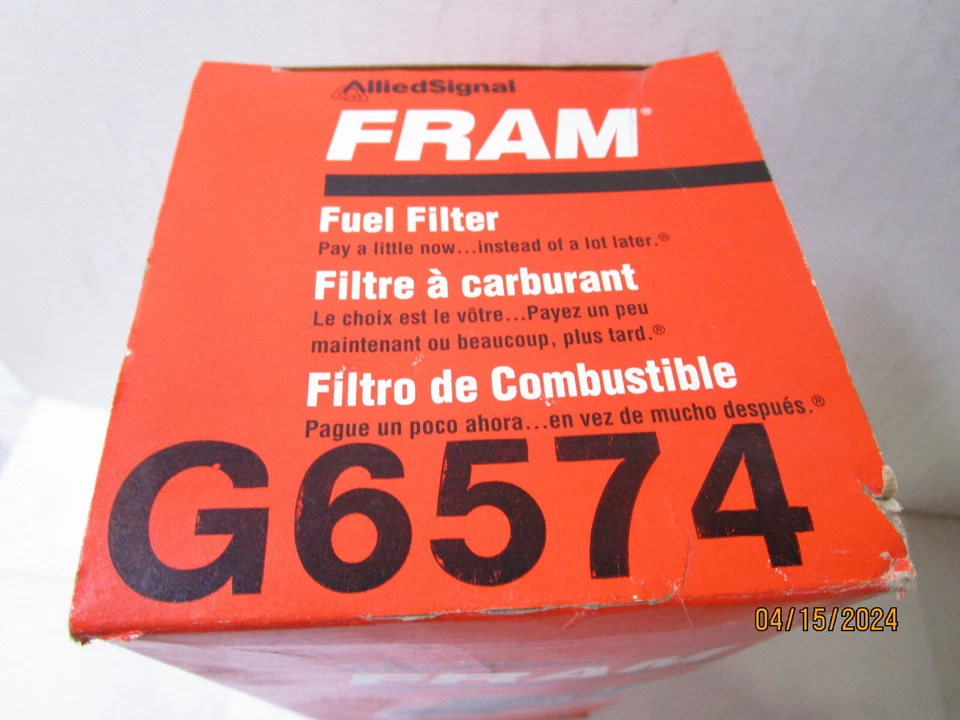 AlliedSignal
FRAM®
Fuel Filter
Pay a little now...instead of a lot later.®
Filtre à carburant
Le choix est le vôtre...Payez un peu
maintenant ou beaucoup, plus tard.®
Filtro de Combustible
Pague un poco ahora...en vez de mucho después.®
G6574
04/15/2024
FRAM